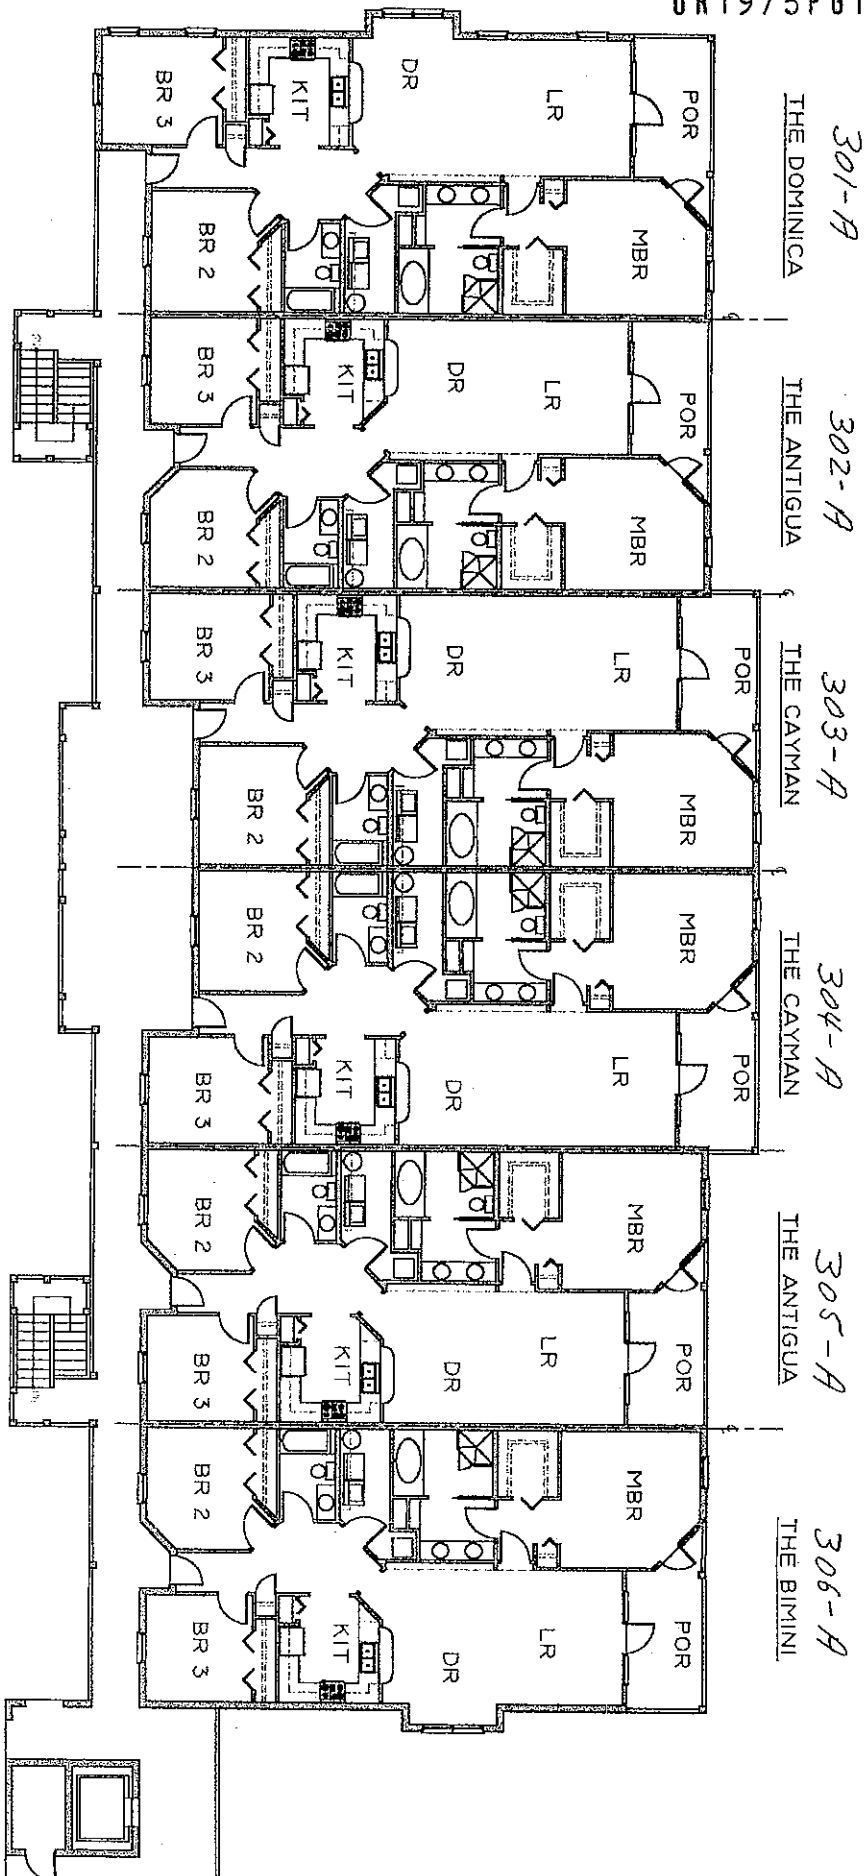 301-A
THE DOMINICA
POR
LR
DR
KIT
BR 3
MBR
BR 2
302-A
THE ANTIGUA
POR
LR
DR
KIT
BR 3
MBR
BR 2
303-A
THE CAYMAN
POR
LR
DR
KIT
BR 3
MBR
BR 2
304-A
THE CAYMAN
MBR
BR 2
POR
LR
DR
KIT
BR 3
305-A
THE ANTIGUA
MBR
BR 2
POR
LR
DR
KIT
BR 3
306-A
THE BIMINI
MBR
BR 2
POR
LR
DR
KIT
BR 3